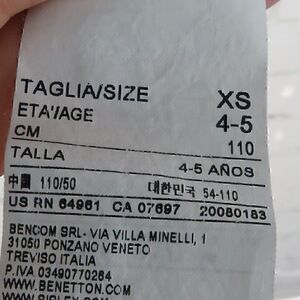 TAGLIA/SIZE XS
ETA'/AGE 4-5
CM 110
TALLA 4-5 AÑOS
中国 110/50 대한민국 54-110
US RN 64961 CA 07697 20080183
BENCOM SRL- VIA VILLA MINELLI, 1
31050 PONZANO VENETO
TREVISO ITALIA
P.IVA 03490770264
WWW.BENETTON.COM